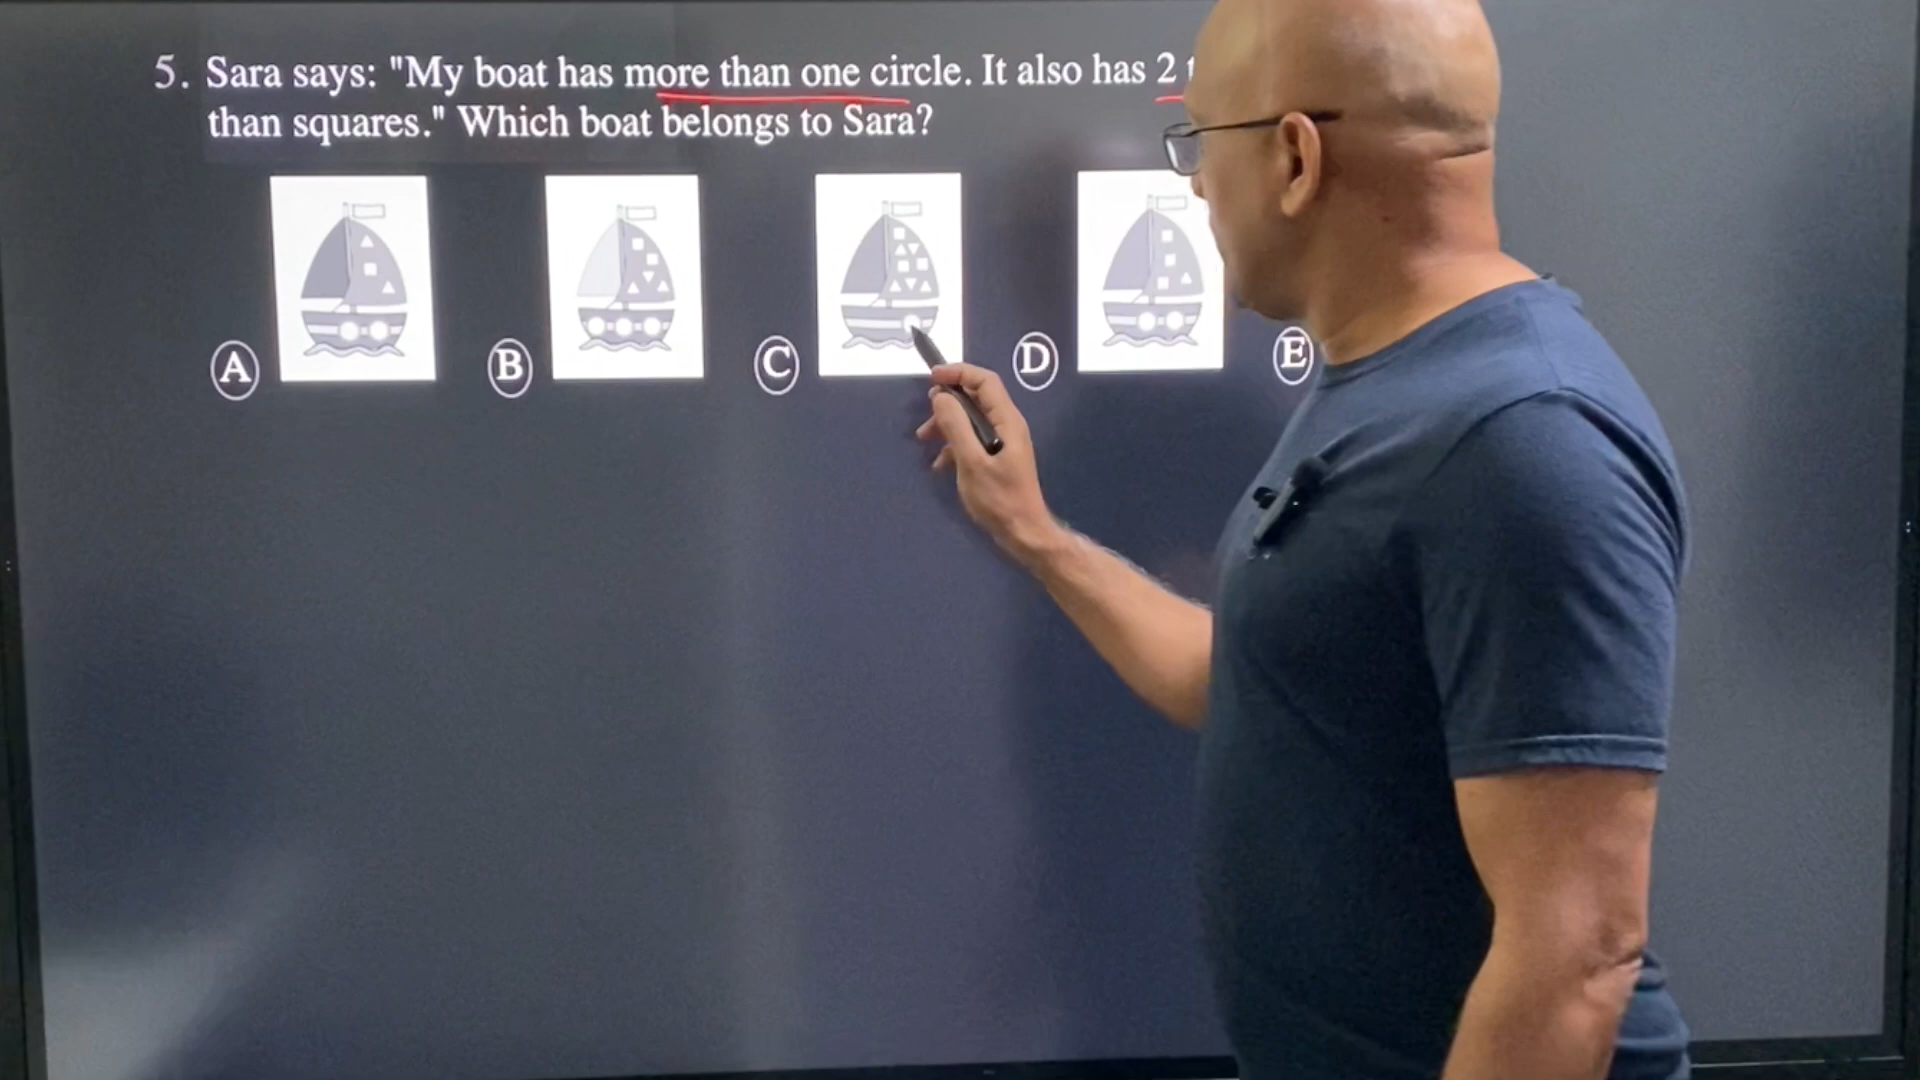 5. Sara says: "My boat has more than one circle. It also has 2
than squares." Which boat belongs to Sara?
A
B
C
D
E